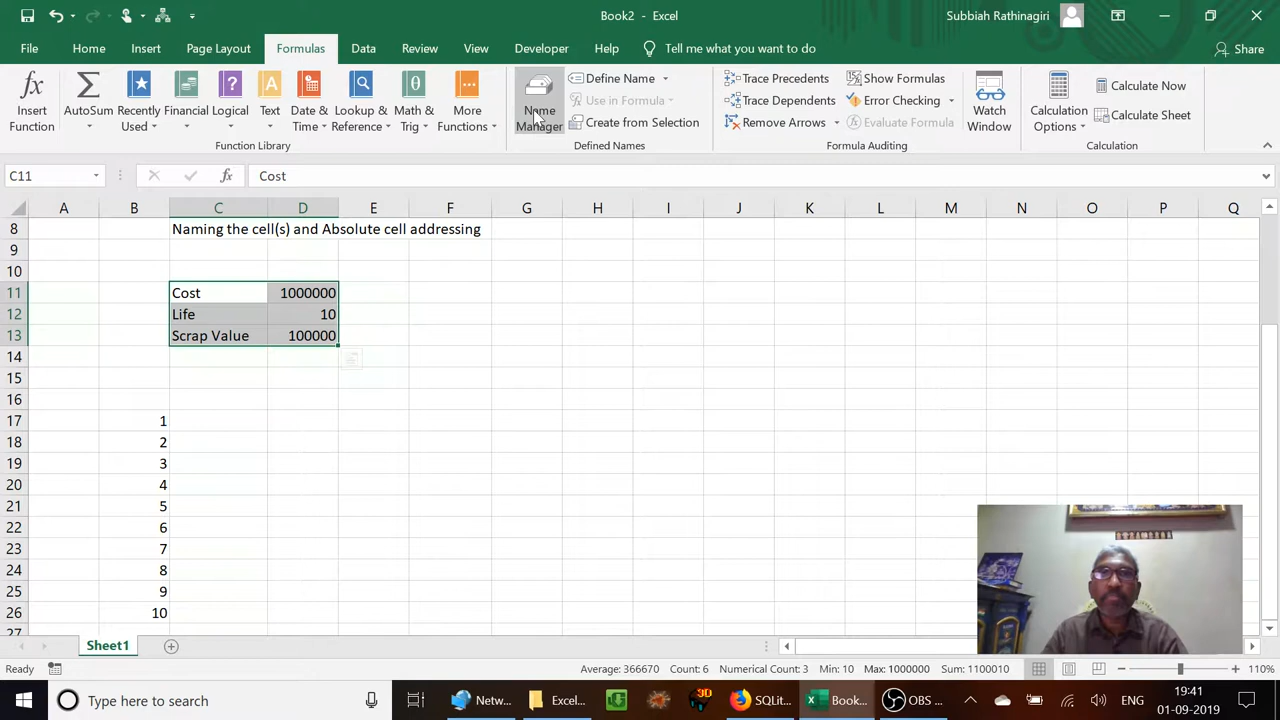 Book2 - Excel
Subbiah Rathinagiri
File Home Insert Page Layout Formulas Data Review View Developer Help Tell me what you want to do Share
Insert Function
AutoSum
Recently Used
Financial
Logical
Text
Date & Time
Lookup & Reference
Math & Trig
More Functions
Function Library
Name Manager
Define Name
Use in Formula
Create from Selection
Defined Names
Trace Precedents
Trace Dependents
Remove Arrows
Show Formulas
Error Checking
Evaluate Formula
Formula Auditing
Watch Window
Calculation Options
Calculate Now
Calculate Sheet
Calculation
C11 fx Cost
A B C D E F G H I J K L M N O P Q
8 Naming the cell(s) and Absolute cell addressing
9
10
11 Cost 1000000
12 Life 10
13 Scrap Value 100000
14
15
16
17 1
18 2
19 3
20 4
21 5
22 6
23 7
24 8
25 9
26 10
27
Sheet1
Ready Average: 366670 Count: 6 Numerical Count: 3 Min: 10 Max: 1000000 Sum: 1100010 110%
Type here to search Netw... Excel... 3D SQLit... Book... OBS ... ENG 19:41
01-09-2019